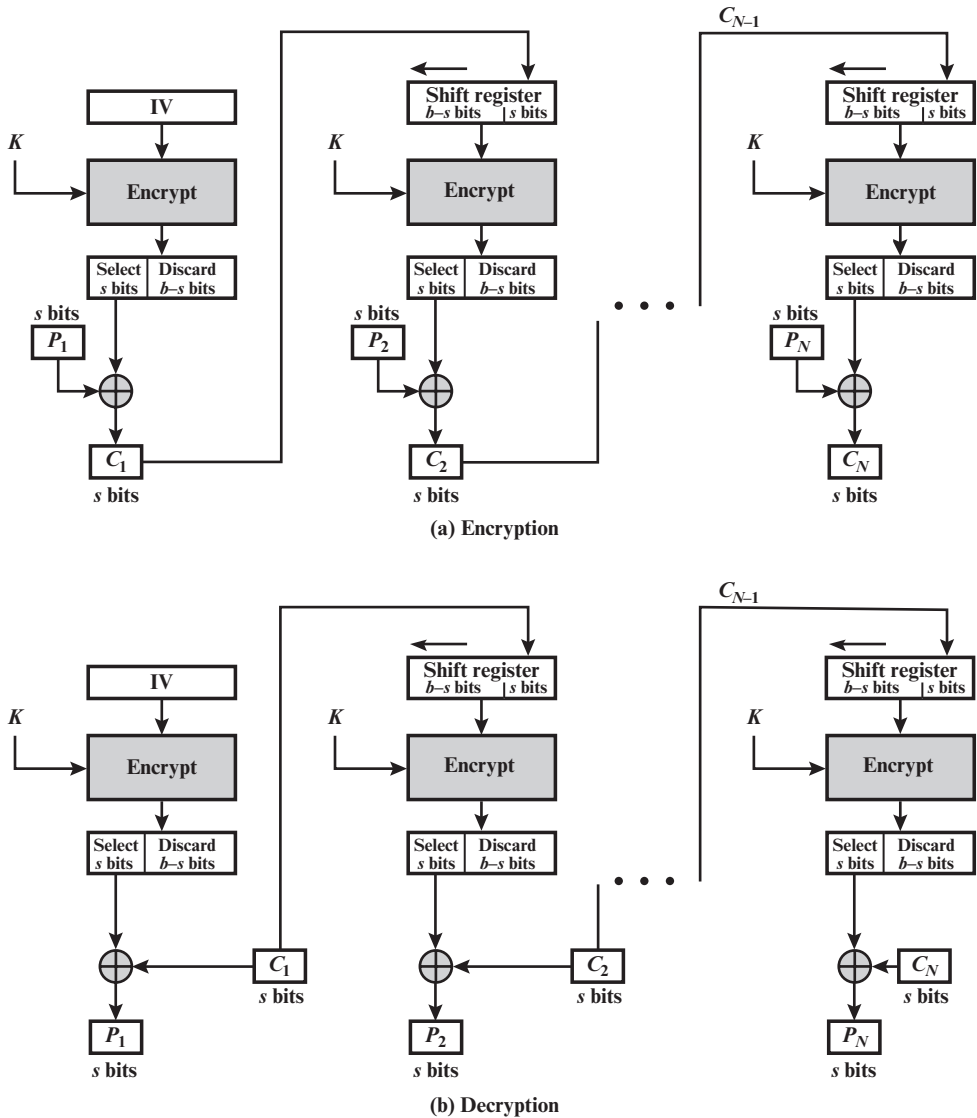 C_{N–1}
IV
Shift register
b–s bits | s bits
Shift register
b–s bits | s bits
K
Encrypt
K
Encrypt
K
Encrypt
Select s bits
Discard b–s bits
Select s bits
Discard b–s bits
Select s bits
Discard b–s bits
s bits
P_1
s bits
P_2
s bits
P_N
C_1
s bits
C_2
s bits
C_N
s bits
(a) Encryption
C_{N–1}
IV
Shift register
b–s bits | s bits
Shift register
b–s bits | s bits
K
Encrypt
K
Encrypt
K
Encrypt
Select s bits
Discard b–s bits
Select s bits
Discard b–s bits
Select s bits
Discard b–s bits
C_1
s bits
C_2
s bits
C_N
s bits
P_1
s bits
P_2
s bits
P_N
s bits
(b) Decryption